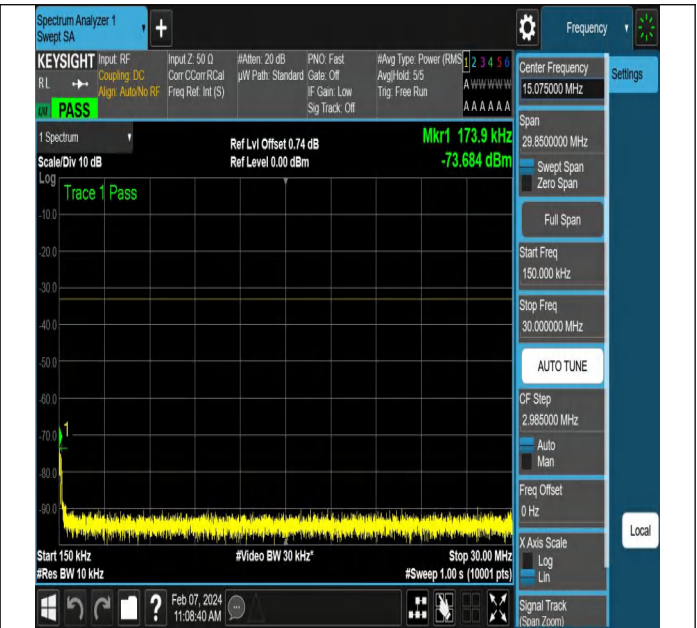 Spectrum Analyzer 1
Swept SA
+
Frequency
KEYSIGHT
RL
PASS
Input: RF
Coupling: DC
Align: Auto/No RF
Input Z: 50 Ω
Corr CCorr RCal
Freq Ref: Int (S)
#Atten: 20 dB
µW Path: Standard
PNO: Fast
Gate: Off
IF Gain: Low
Sig Track: Off
#Avg Type: Power (RMS
Avg|Hold: 5/5
Trig: Free Run
1 2 3 4 5 6
A W W W W W
A A A A A A
1 Spectrum
Scale/Div 10 dB
Ref Lvl Offset 0.74 dB
Ref Level 0.00 dBm
Mkr1 173.9 kHz
-73.684 dBm
Log
Trace 1 Pass
-10.0
-20.0
-30.0
-40.0
-50.0
-60.0
-70.0
-80.0
-90.0
1
Start 150 kHz
#Res BW 10 kHz
#Video BW 30 kHz*
Stop 30.00 MHz
#Sweep 1.00 s (10001 pts)
Feb 07, 2024
11:08:40 AM
Center Frequency
15.075000 MHz
Settings
Span
29.8500000 MHz
Swept Span
Zero Span
Full Span
Start Freq
150.000 kHz
Stop Freq
30.000000 MHz
AUTO TUNE
CF Step
2.985000 MHz
Auto
Man
Freq Offset
0 Hz
X Axis Scale
Log
Lin
Local
Signal Track
(Span Zoom)